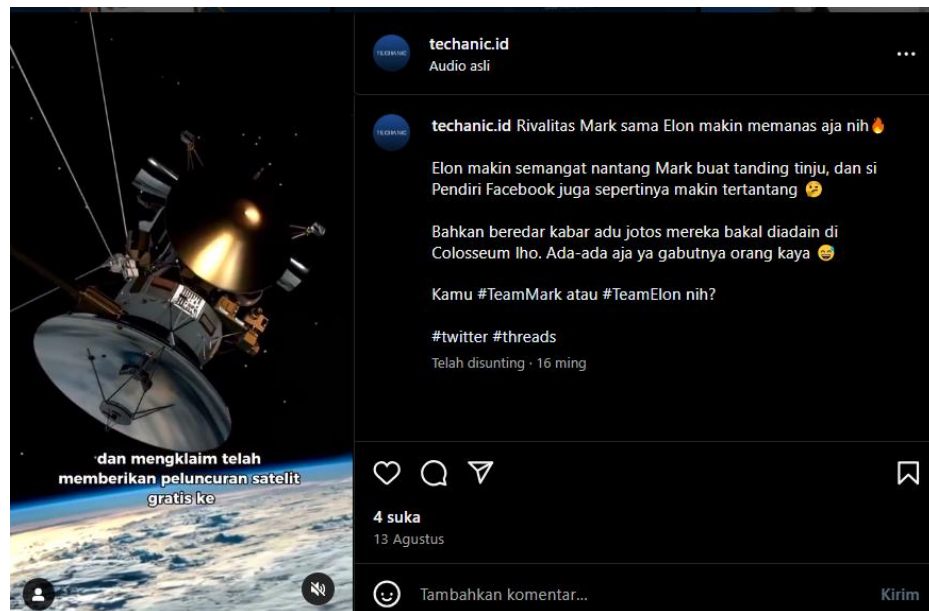 dan mengklaim telah
memberikan peluncuran satelit
gratis ke
TECHANIC
techanic.id
Audio asli
TECHANIC
techanic.id Rivalitas Mark sama Elon makin memanas aja nih🔥
Elon makin semangat nantang Mark buat tanding tinju, dan si
Pendiri Facebook juga sepertinya makin tertantang 🤔
Bahkan beredar kabar adu jotos mereka bakal diadain di
Colosseum lho. Ada-ada aja ya gabutnya orang kaya 😅
Kamu #TeamMark atau #TeamElon nih?
#twitter #threads
Telah disunting · 16 ming
4 suka
13 Agustus
Tambahkan komentar...
Kirim